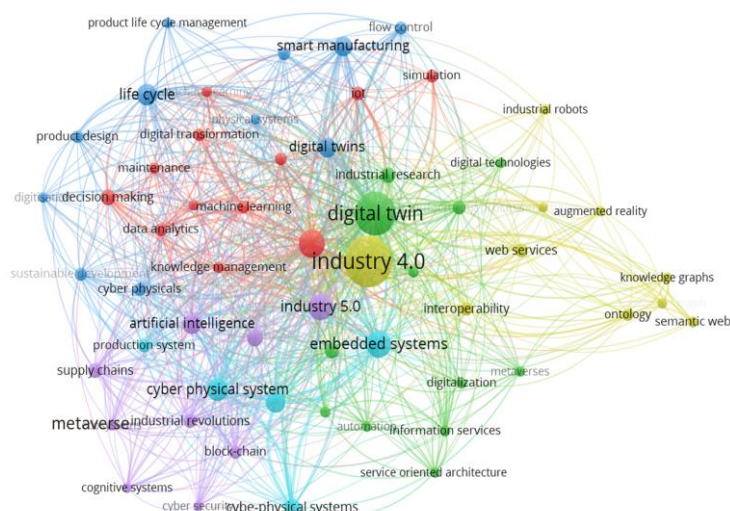 product life cycle management
flow control
smart manufacturing
simulation
life cycle
iot
industrial robots
physical systems
product design
digital transformation
digital twins
digital technologies
industrial research
maintenance
decision making
machine learning
digital twin
augmented reality
data analytics
web services
industry 4.0
knowledge management
sustainable development
knowledge graphs
cyber physicals
industry 5.0
interoperability
ontology
semantic web
artificial intelligence
production system
embedded systems
supply chains
metaverses
cyber physical system
digitalization
metaverse
industrial revolutions
automation
information services
block-chain
service oriented architecture
cognitive systems
cyber security
cybe-physical systems